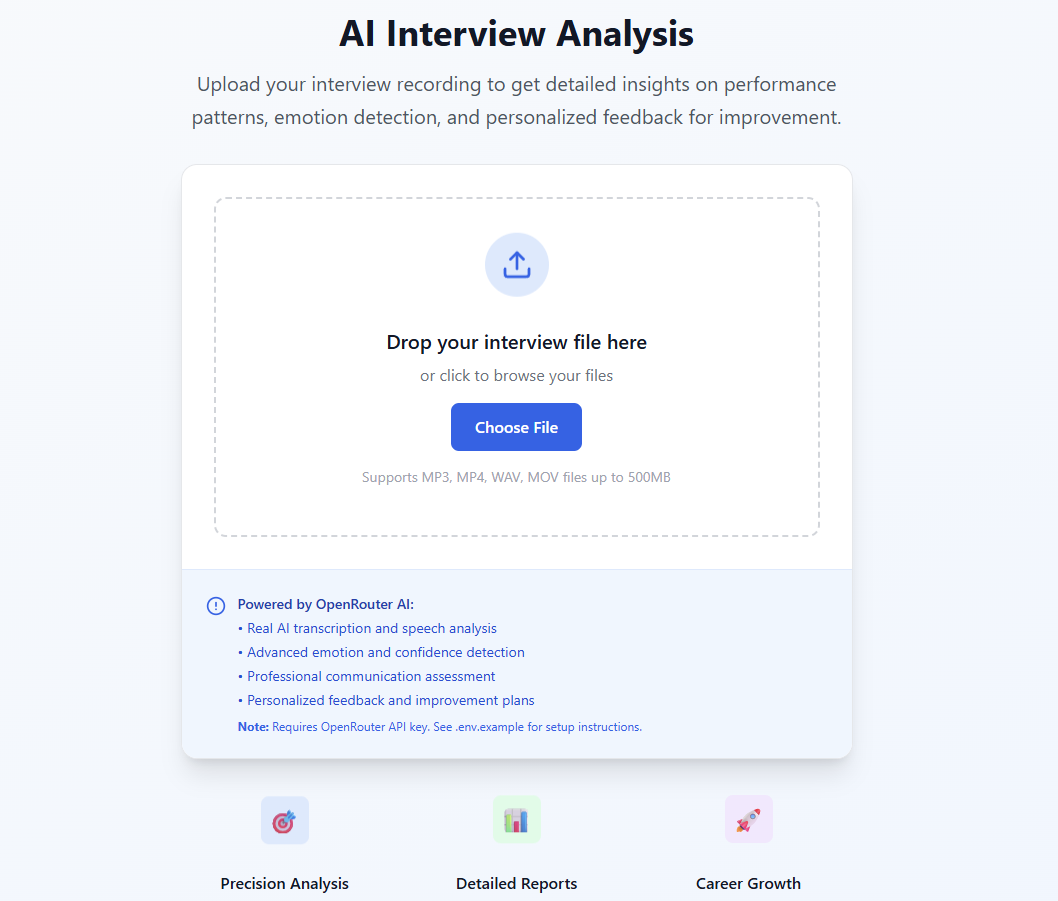 AI Interview Analysis
Upload your interview recording to get detailed insights on performance
patterns, emotion detection, and personalized feedback for improvement.
Drop your interview file here
or click to browse your files
Choose File
Supports MP3, MP4, WAV, MOV files up to 500MB
Powered by OpenRouter AI:
• Real AI transcription and speech analysis
• Advanced emotion and confidence detection
• Professional communication assessment
• Personalized feedback and improvement plans
Note: Requires OpenRouter API key. See .env.example for setup instructions.
Precision Analysis
Detailed Reports
Career Growth